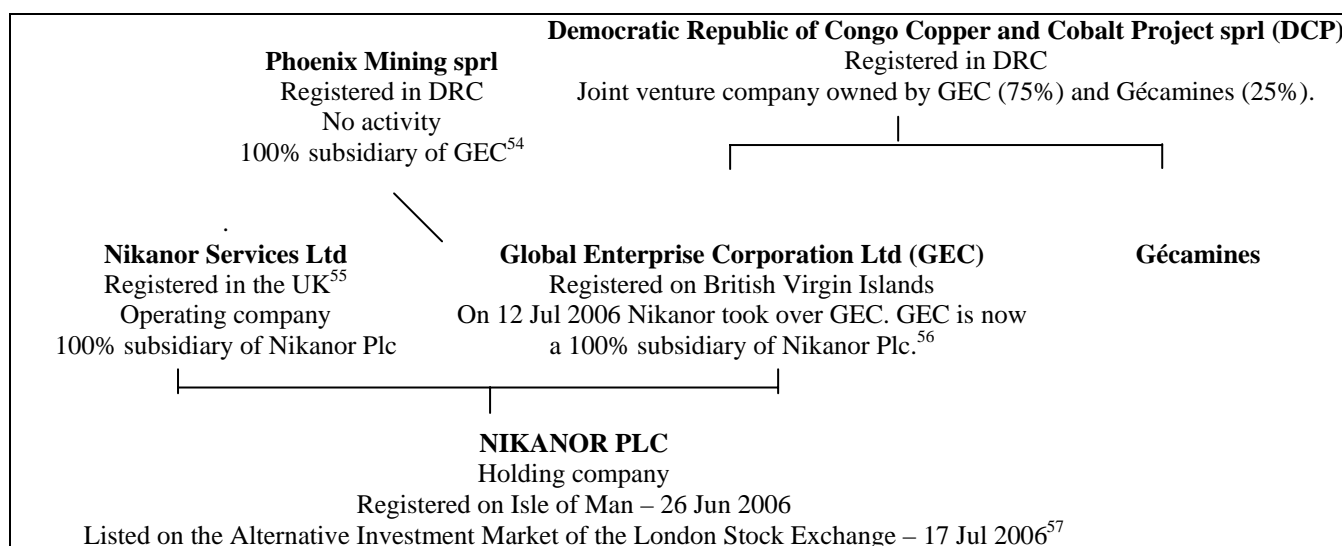 Democratic Republic of Congo Copper and Cobalt Project sprl (DCP)
Registered in DRC
Joint venture company owned by GEC (75%) and Gécamines (25%).
Phoenix Mining sprl
Registered in DRC
No activity
100% subsidiary of GEC54
.
Nikanor Services Ltd
Registered in the UK55
Operating company
100% subsidiary of Nikanor Plc
Global Enterprise Corporation Ltd (GEC)
Registered on British Virgin Islands
On 12 Jul 2006 Nikanor took over GEC. GEC is now
a 100% subsidiary of Nikanor Plc.56
Gécamines
NIKANOR PLC
Holding company
Registered on Isle of Man – 26 Jun 2006
Listed on the Alternative Investment Market of the London Stock Exchange – 17 Jul 200657